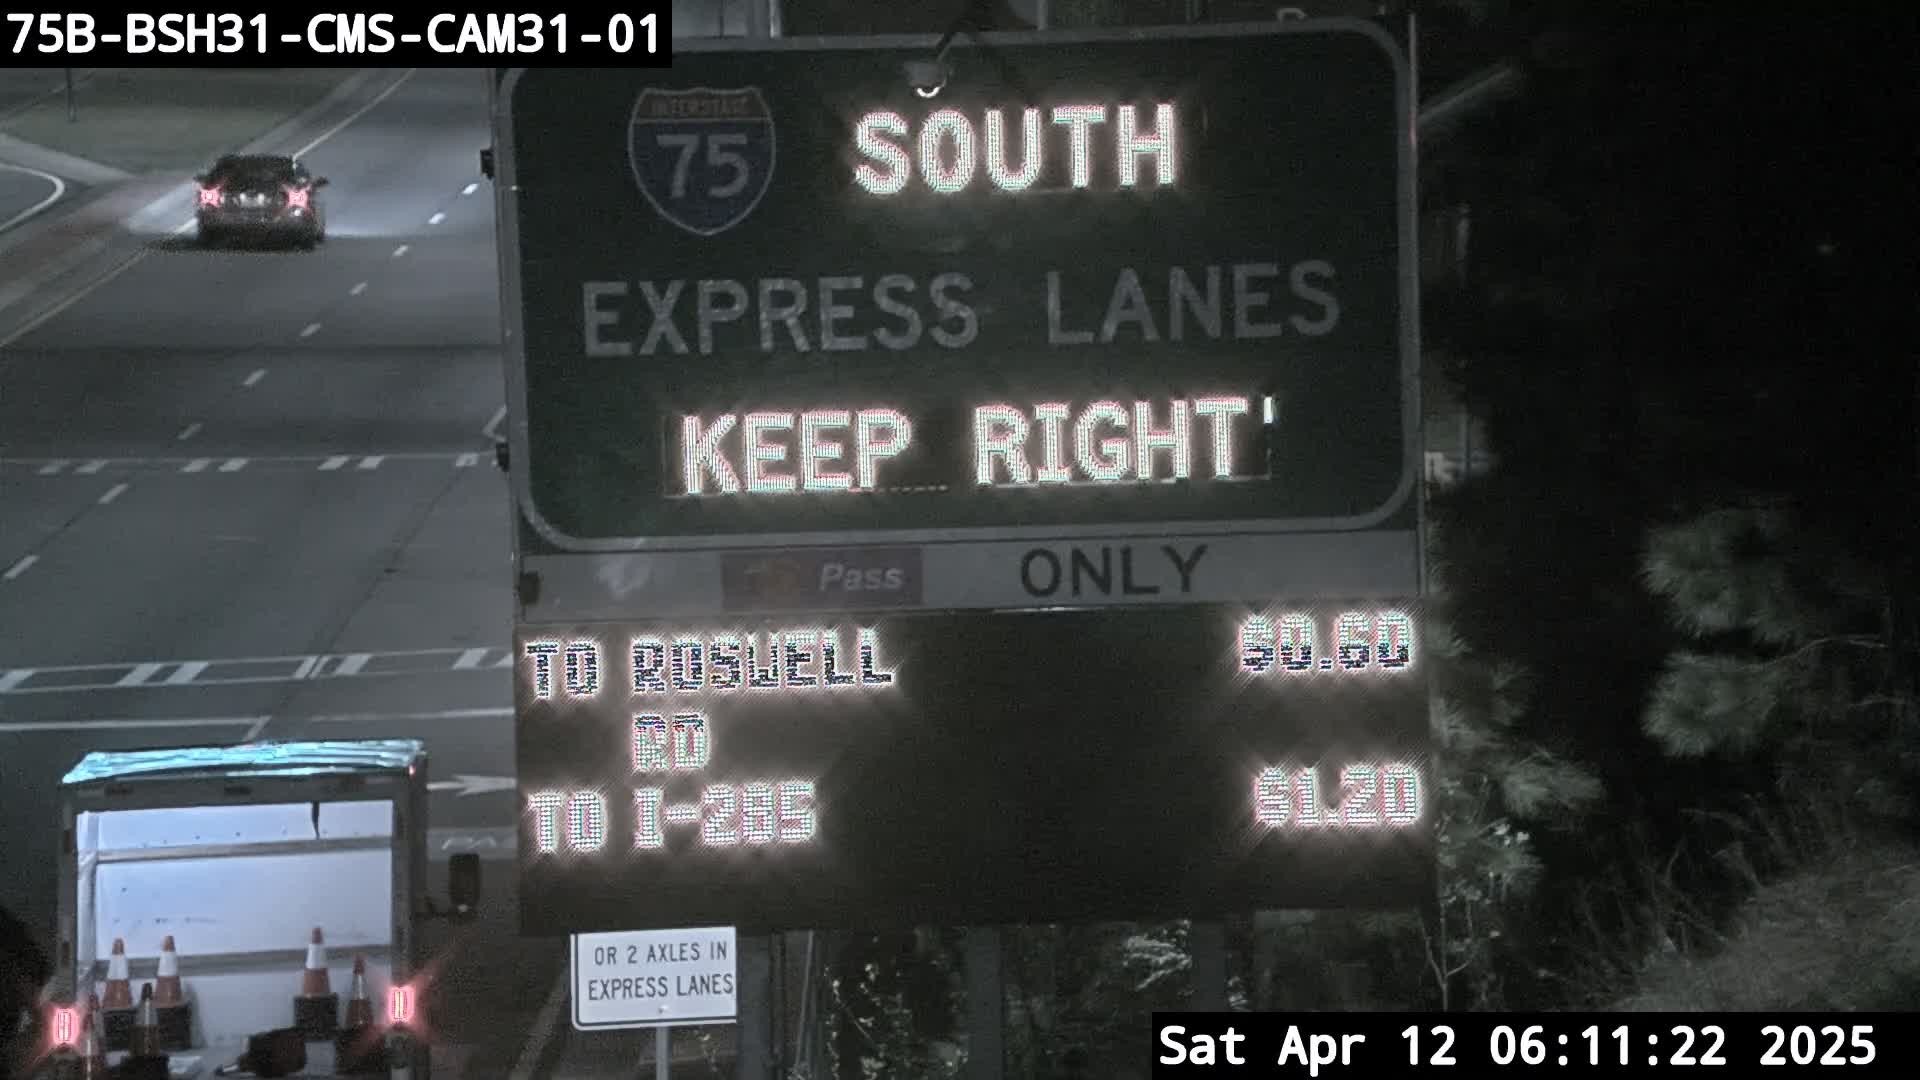 75B-BSH31-CMS-CAM31-01
INTERSTATE
75
SOUTH
EXPRESS LANES
KEEP RIGHT
Pass ONLY
TO ROSWELL $0.60
RD
TO I-285 $1.20
OR 2 AXLES IN
EXPRESS LANES
Sat Apr 12 06:11:22 2025